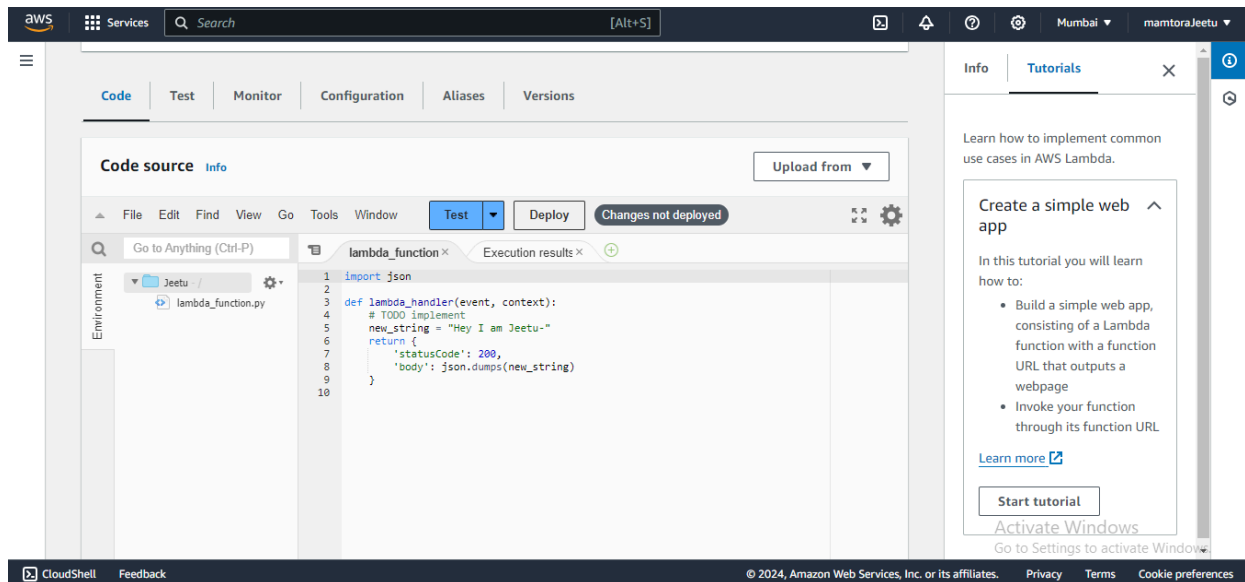 aws Services Search [Alt+S] Mumbai ▼ mamtoraJeetu ▼
Code Test Monitor Configuration Aliases Versions
Code source Info
Upload from ▼
File Edit Find View Go Tools Window Test Deploy Changes not deployed
Go to Anything (Ctrl-P)
Environment
Jeetu - /
lambda_function.py
lambda_function × Execution results ×
1 import json
2
3 def lambda_handler(event, context):
4     # TODO implement
5     new_string = "Hey I am Jeetu-"
6     return {
7         'statusCode': 200,
8         'body': json.dumps(new_string)
9     }
10
Info Tutorials
Learn how to implement common
use cases in AWS Lambda.
Create a simple web
app
In this tutorial you will learn
how to:
• Build a simple web app,
consisting of a Lambda
function with a function
URL that outputs a
webpage
• Invoke your function
through its function URL
Learn more
Start tutorial
Activate Windows
Go to Settings to activate Windows.
CloudShell Feedback © 2024, Amazon Web Services, Inc. or its affiliates. Privacy Terms Cookie preferences